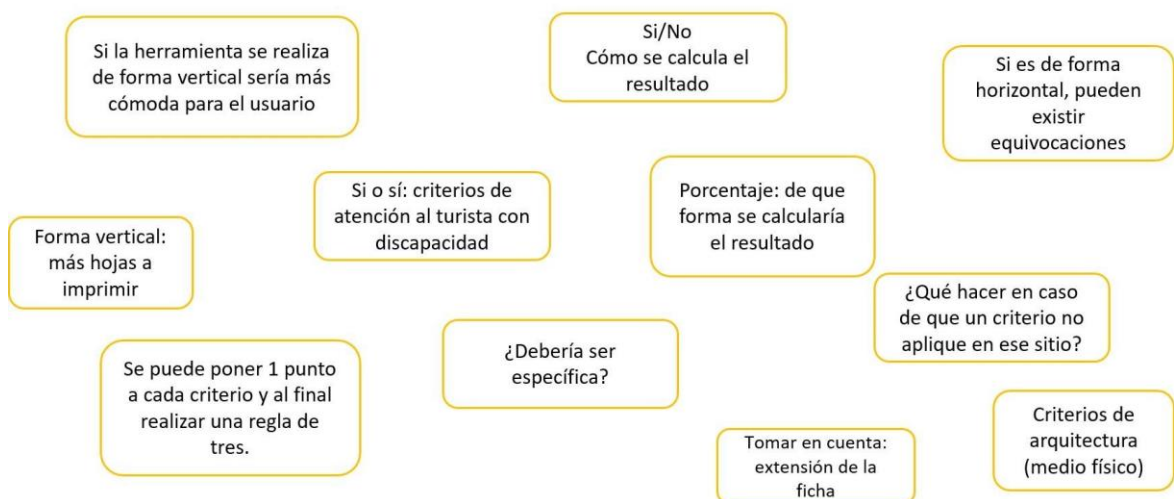 Si la herramienta se realiza
de forma vertical sería más
cómoda para el usuario
Si/No
Cómo se calcula el
resultado
Si es de forma
horizontal, pueden
existir
equivocaciones
Si o sí: criterios de
atención al turista con
discapacidad
Porcentaje: de que
forma se calcularía
el resultado
Forma vertical:
más hojas a
imprimir
¿Qué hacer en caso
de que un criterio no
aplique en ese sitio?
Se puede poner 1 punto
a cada criterio y al final
realizar una regla de
tres.
¿Debería ser
específica?
Tomar en cuenta:
extensión de la
ficha
Criterios de
arquitectura
(medio físico)